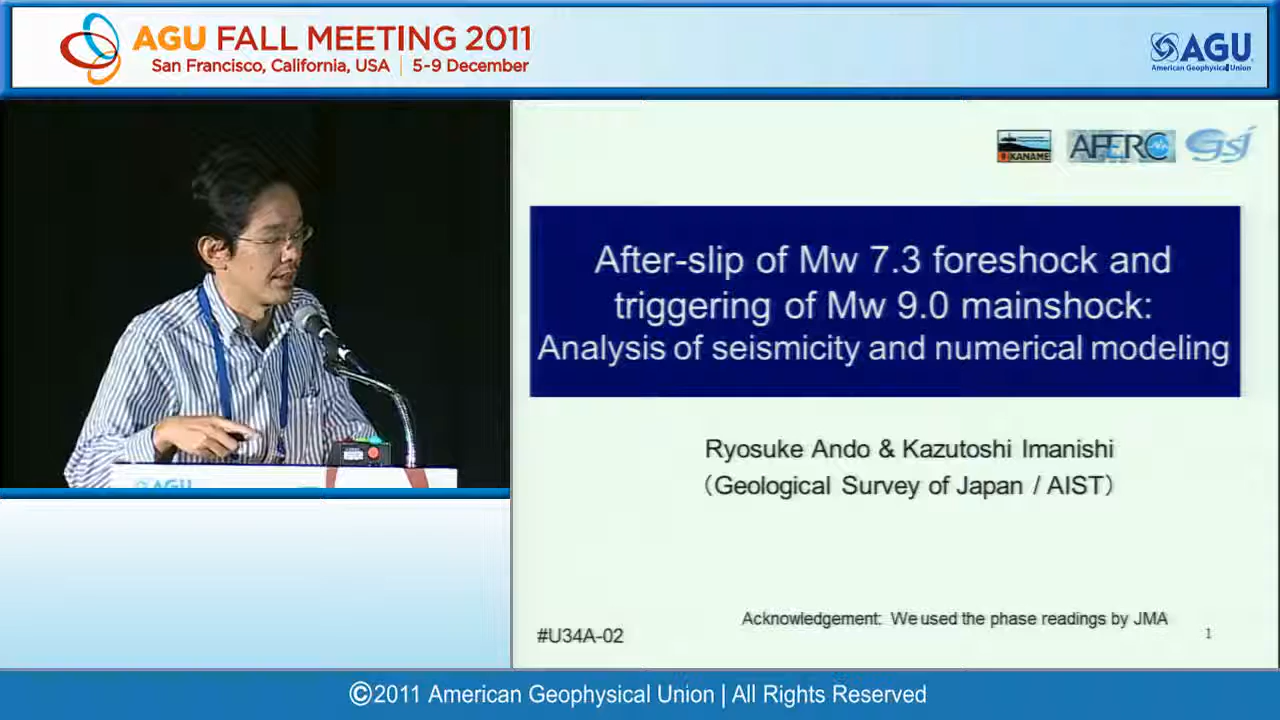 AGU FALL MEETING 2011
San Francisco, California, USA | 5-9 December
AGU
American Geophysical Union
KANAME
AFERC
GSJ
After-slip of Mw 7.3 foreshock and
triggering of Mw 9.0 mainshock:
Analysis of seismicity and numerical modeling
Ryosuke Ando & Kazutoshi Imanishi
（Geological Survey of Japan / AIST）
Acknowledgement: We used the phase readings by JMA
#U34A-02
1
AGU
©2011 American Geophysical Union | All Rights Reserved